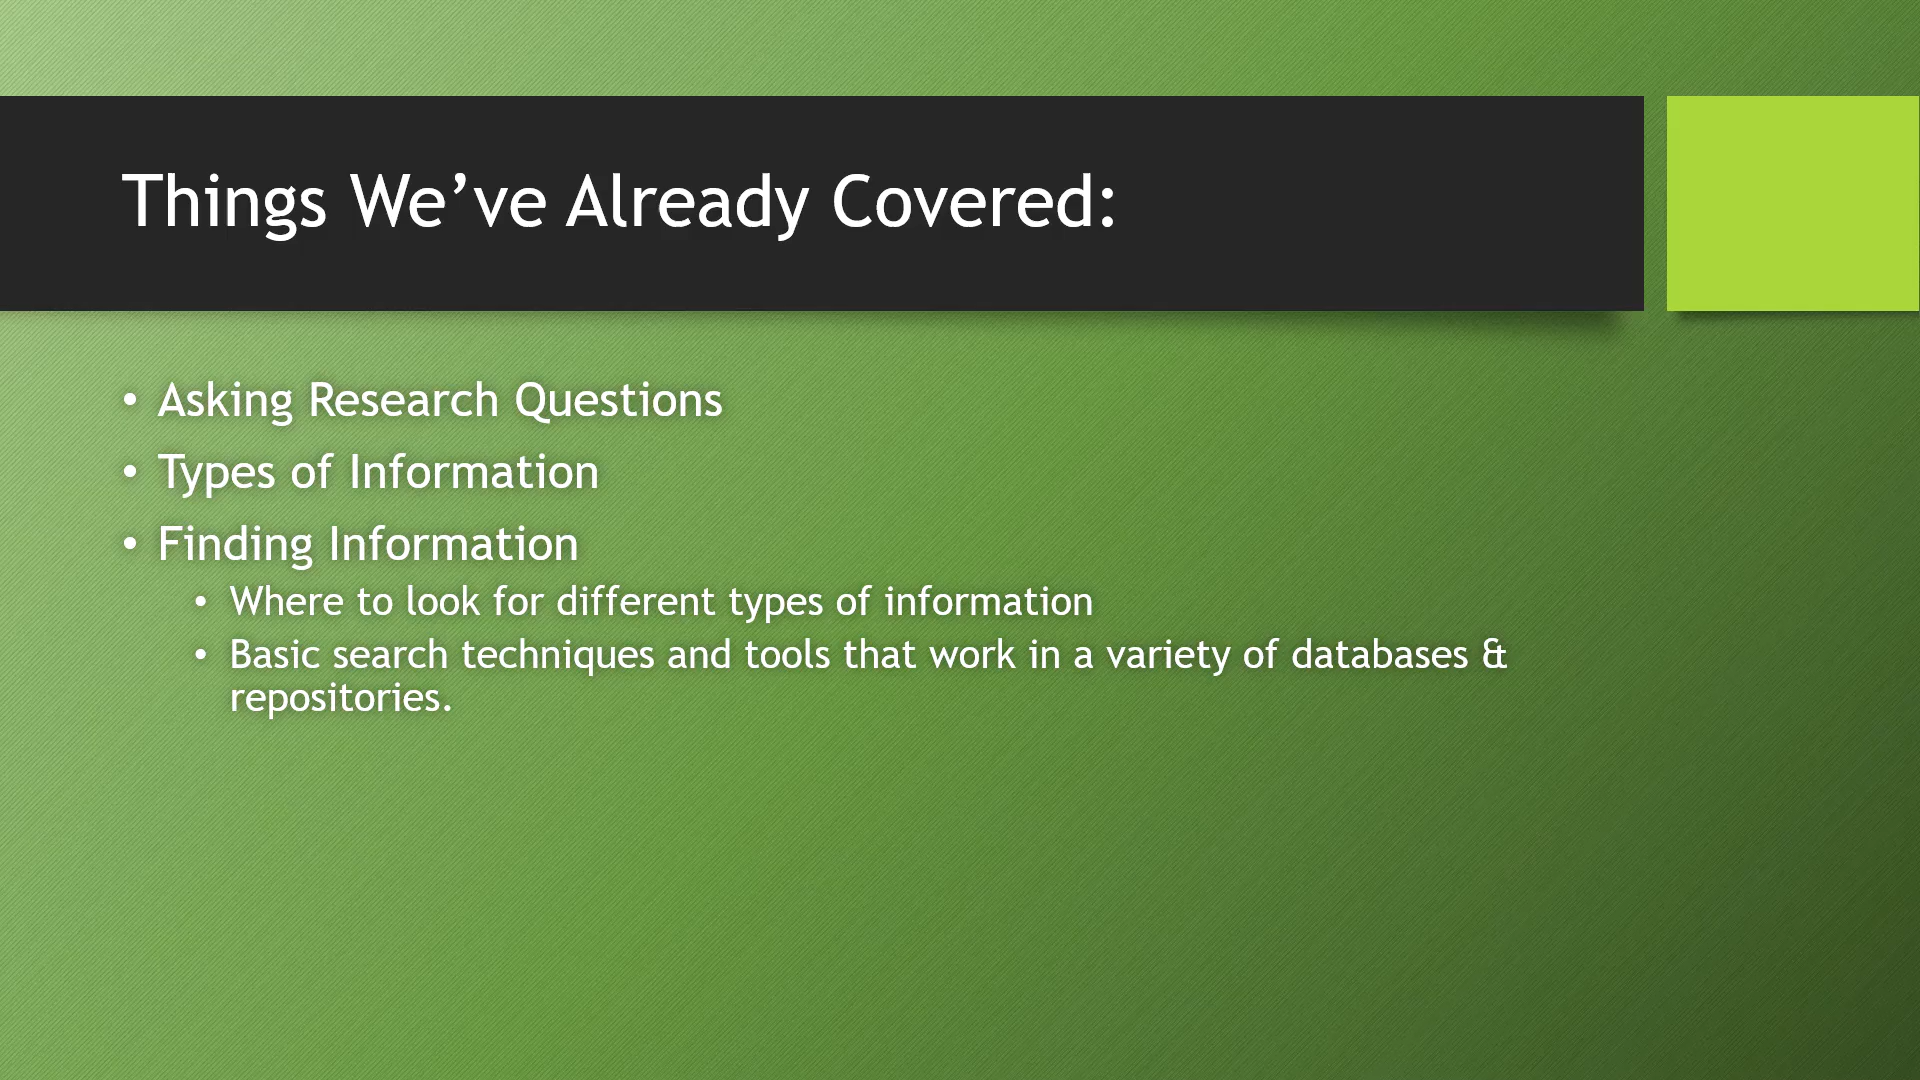 Things We’ve Already Covered:
• Asking Research Questions
• Types of Information
• Finding Information
• Where to look for different types of information
• Basic search techniques and tools that work in a variety of databases &
repositories.